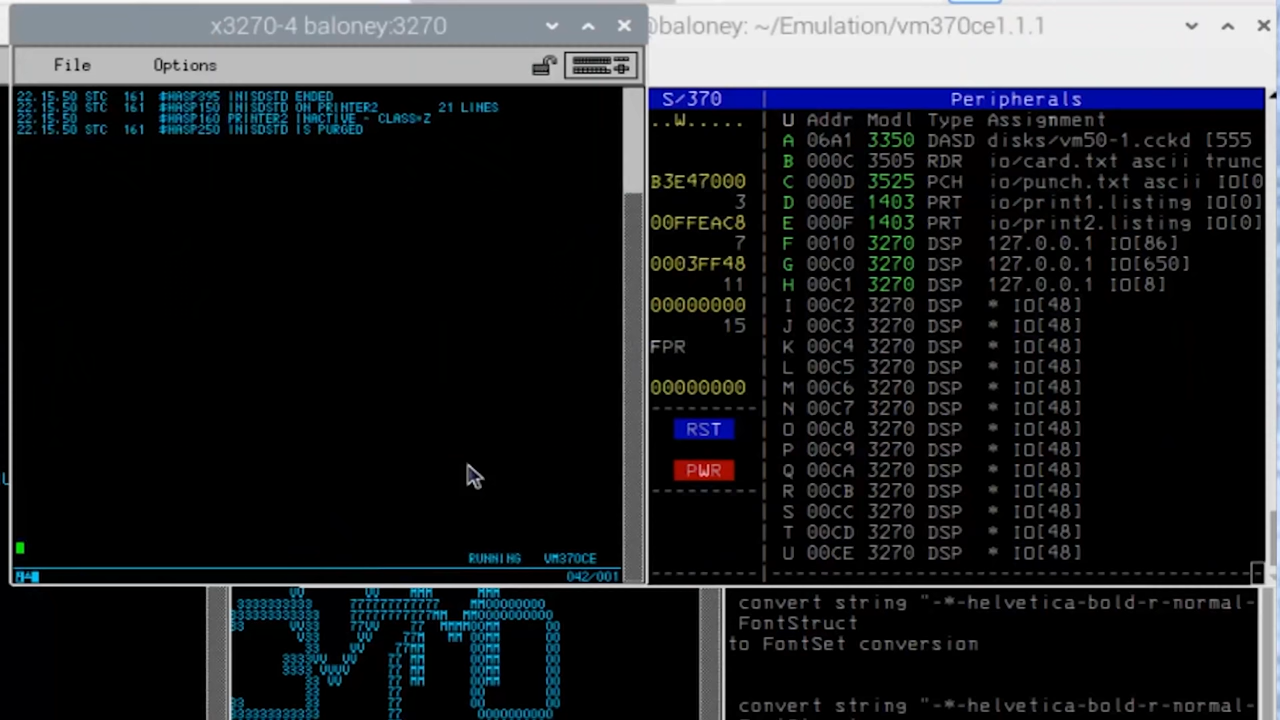 x3270-4 baloney:3270
File Options
22.15.50 STC 161 $HASP395 INISDSTD ENDED
22.15.50 STC 161 $HASP150 INISDSTD ON PRINTER2 21 LINES
22.15.50 $HASP160 PRINTER2 INACTIVE - CLASS=Z
22.15.50 STC 161 $HASP250 INISDSTD IS PURGED
RUNNING VM370CE
042/001
@baloney: ~/Emulation/vm370ce1.1.1
S/370 | Peripherals
..W..... | U Addr Modl Type Assignment
| A 06A1 3350 DASD disks/vm50-1.cckd [555
| B 000C 3505 RDR io/card.txt ascii trunc
B3E47000 | C 000D 3525 PCH io/punch.txt ascii IO[0
3 | D 000E 1403 PRT io/print1.listing IO[0]
00FFEAC8 | E 000F 1403 PRT io/print2.listing IO[0]
7 | F 0010 3270 DSP 127.0.0.1 IO[86]
0003FF48 | G 00C0 3270 DSP 127.0.0.1 IO[650]
11 | H 00C1 3270 DSP 127.0.0.1 IO[8]
00000000 | I 00C2 3270 DSP * IO[48]
15 | J 00C3 3270 DSP * IO[48]
FPR | K 00C4 3270 DSP * IO[48]
| L 00C5 3270 DSP * IO[48]
00000000 | M 00C6 3270 DSP * IO[48]
----------- | N 00C7 3270 DSP * IO[48]
RST | O 00C8 3270 DSP * IO[48]
| P 00C9 3270 DSP * IO[48]
PWR | Q 00CA 3270 DSP * IO[48]
----------- | R 00CB 3270 DSP * IO[48]
| S 00CC 3270 DSP * IO[48]
| T 00CD 3270 DSP * IO[48]
| U 00CE 3270 DSP * IO[48]
convert string "-*-helvetica-bold-r-normal-
FontStruct
to FontSet conversion
convert string "-*-helvetica-bold-r-normal-